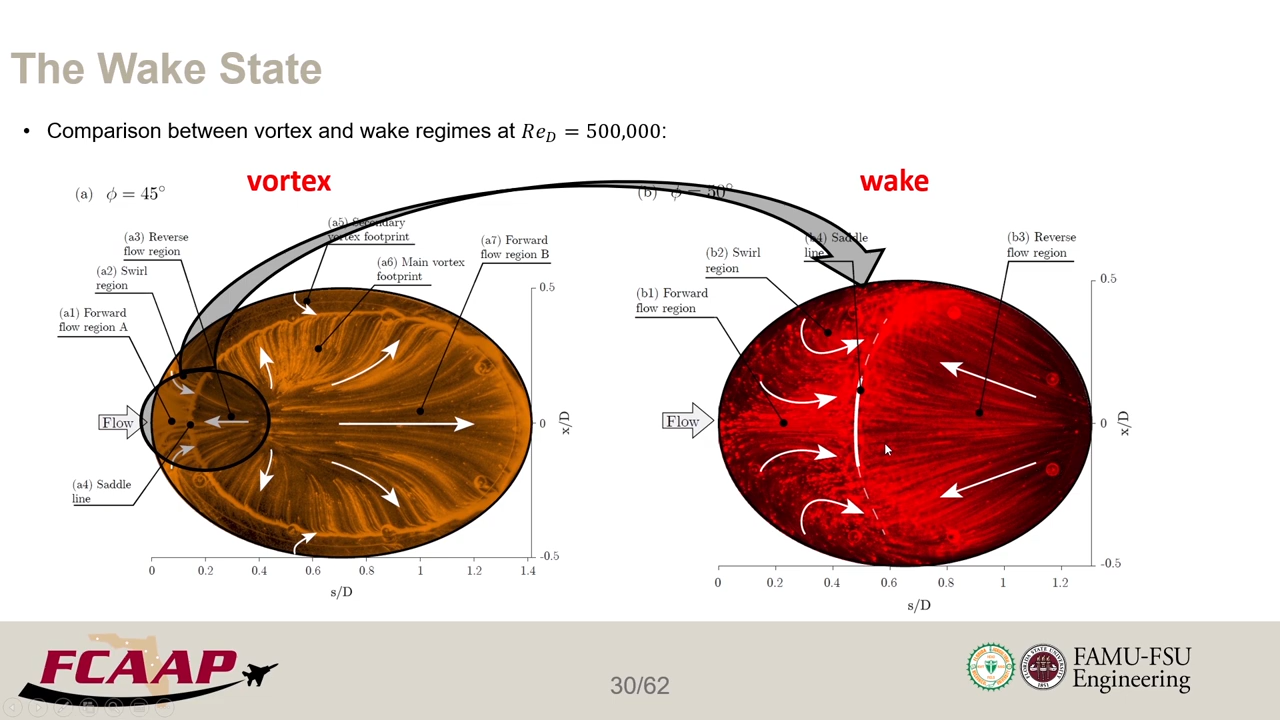 The Wake State
• Comparison between vortex and wake regimes at Re_D = 500,000:
(a) ϕ = 45°
vortex
(b) ϕ = 50°
wake
(a5) Secondary
vortex footprint
(a3) Reverse
flow region
(a7) Forward
flow region B
(a6) Main vortex
footprint
(a2) Swirl
region
(a1) Forward
flow region A
Flow
(a4) Saddle
line
0.5
0
-0.5
x/D
0 0.2 0.4 0.6 0.8 1 1.2 1.4
s/D
(b4) Saddle
line
(b3) Reverse
flow region
(b2) Swirl
region
(b1) Forward
flow region
Flow
0.5
0
-0.5
x/D
0 0.2 0.4 0.6 0.8 1 1.2
s/D
FCAAP
30/62
FAMU-FSU
Engineering